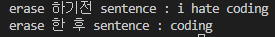 erase 하기전 sentence : i hate coding
erase 한 후 sentence : coding